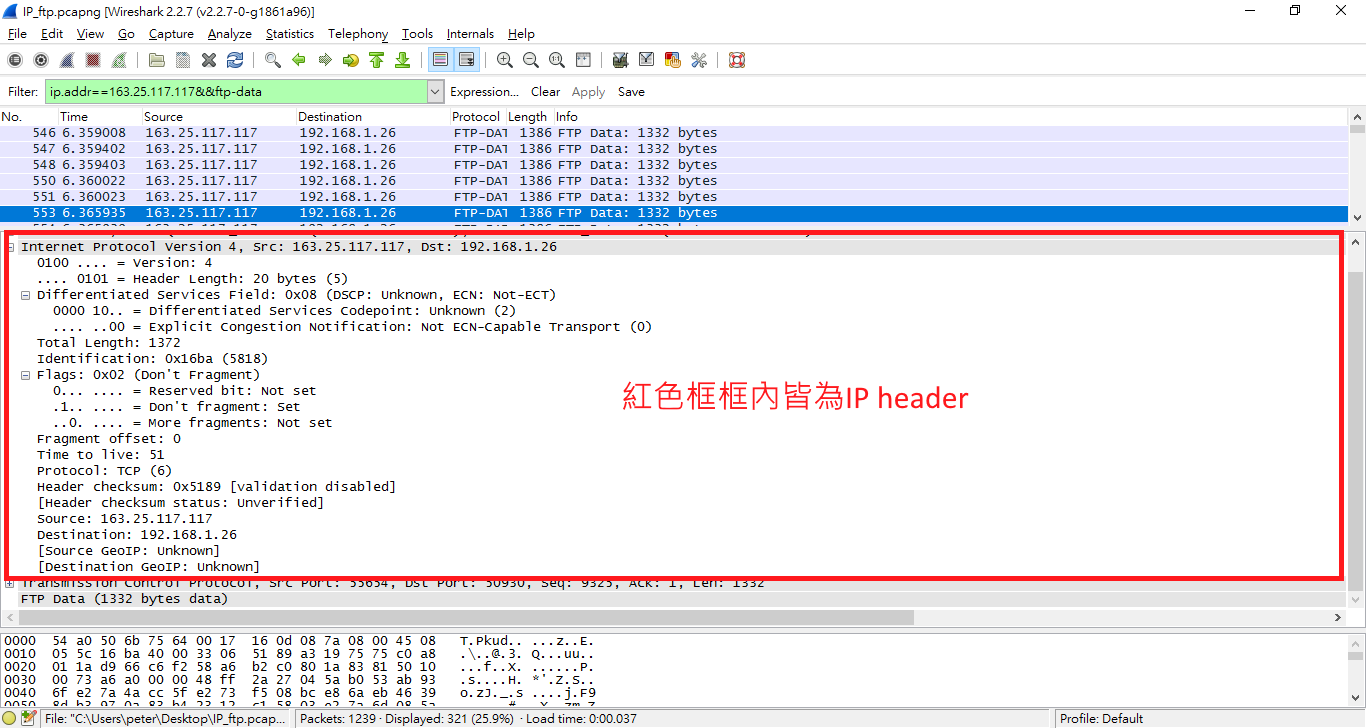 IP_ftp.pcapng [Wireshark 2.2.7 (v2.2.7-0-g1861a96)]
File Edit View Go Capture Analyze Statistics Telephony Tools Internals Help
Filter: ip.addr==163.25.117.117&&ftp-data Expression... Clear Apply Save
No. Time Source Destination Protocol Length Info
546 6.359008 163.25.117.117 192.168.1.26 FTP-DAT 1386 FTP Data: 1332 bytes
547 6.359402 163.25.117.117 192.168.1.26 FTP-DAT 1386 FTP Data: 1332 bytes
548 6.359403 163.25.117.117 192.168.1.26 FTP-DAT 1386 FTP Data: 1332 bytes
550 6.360022 163.25.117.117 192.168.1.26 FTP-DAT 1386 FTP Data: 1332 bytes
551 6.360023 163.25.117.117 192.168.1.26 FTP-DAT 1386 FTP Data: 1332 bytes
553 6.365935 163.25.117.117 192.168.1.26 FTP-DAT 1386 FTP Data: 1332 bytes
Internet Protocol Version 4, Src: 163.25.117.117, Dst: 192.168.1.26
0100 .... = Version: 4
.... 0101 = Header Length: 20 bytes (5)
Differentiated Services Field: 0x08 (DSCP: Unknown, ECN: Not-ECT)
0000 10.. = Differentiated Services Codepoint: Unknown (2)
.... ..00 = Explicit Congestion Notification: Not ECN-Capable Transport (0)
Total Length: 1372
Identification: 0x16ba (5818)
Flags: 0x02 (Don't Fragment)
0... .... = Reserved bit: Not set
.1.. .... = Don't fragment: Set
..0. .... = More fragments: Not set
紅色框框內皆為IP header
Fragment offset: 0
Time to live: 51
Protocol: TCP (6)
Header checksum: 0x5189 [validation disabled]
[Header checksum status: Unverified]
Source: 163.25.117.117
Destination: 192.168.1.26
[Source GeoIP: Unknown]
[Destination GeoIP: Unknown]
Transmission Control Protocol, Src Port: 55654, Dst Port: 50930, Seq: 9325, Ack: 1, Len: 1332
FTP Data (1332 bytes data)
0000 54 a0 50 6b 75 64 00 17 16 0d 08 7a 08 00 45 08 T.Pkud.. ...z..E.
0010 05 5c 16 ba 40 00 33 06 51 89 a3 19 75 75 c0 a8 .\..@.3. Q...uu..
0020 01 1a d9 66 c6 f2 58 a6 b2 c0 80 1a 83 81 50 10 ...f..X. ......P.
0030 00 73 a6 a0 00 00 48 ff 2a 27 04 5a b0 53 ab 93 .s....H. *'.Z.S..
0040 6f e2 7a 4a cc 5f e2 73 f5 08 bc e8 6a eb 46 39 o.zJ._.s ....j.F9
File: "C:\Users\peter\Desktop\IP_ftp.pcap... Packets: 1239 · Displayed: 321 (25.9%) · Load time: 0:00.037 Profile: Default